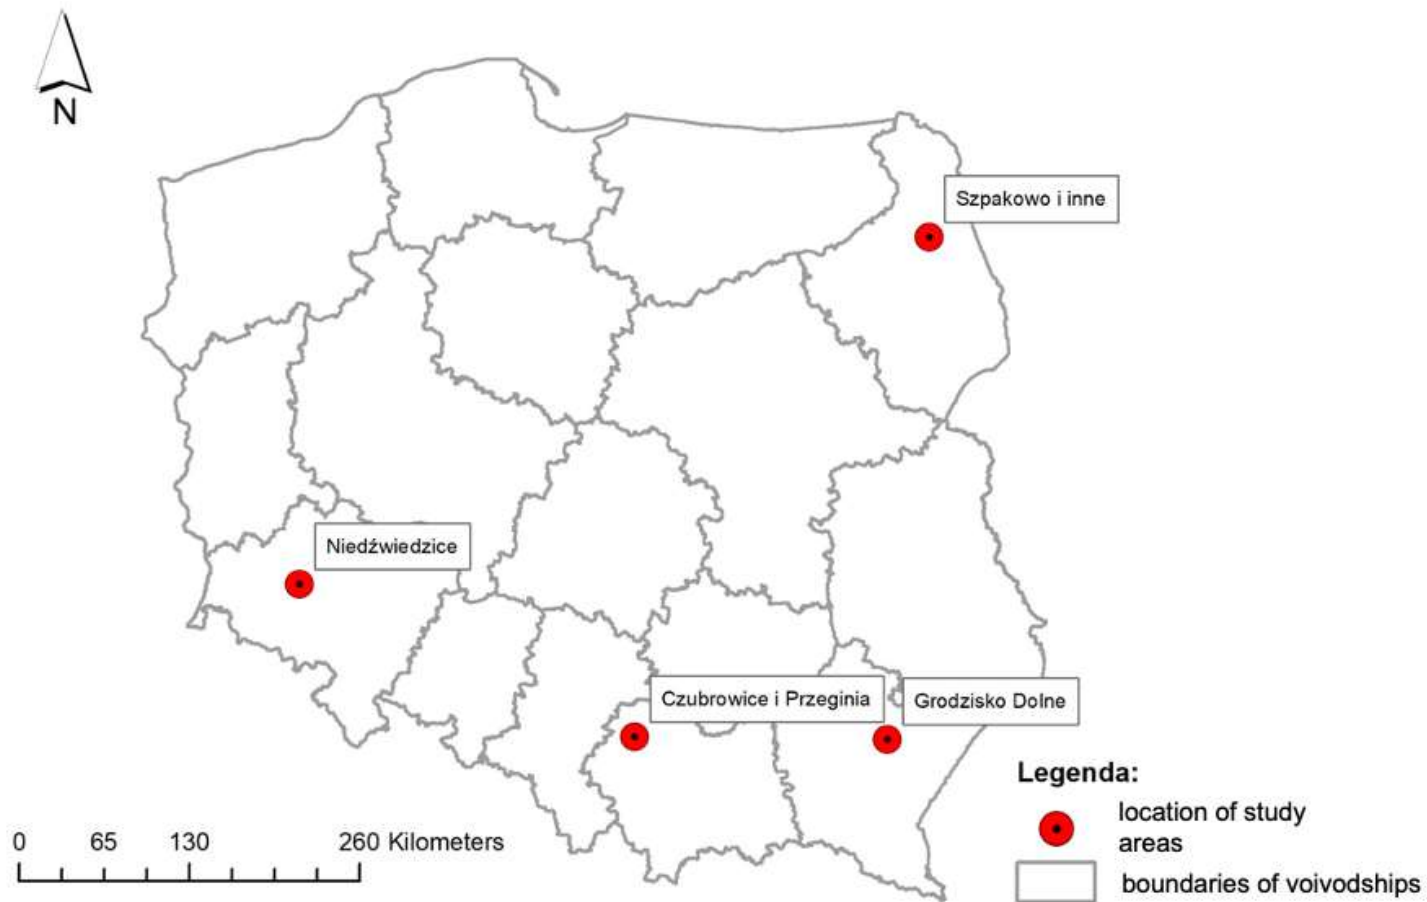 N
Szpakowo i inne
Niedźwiedzice
Czubrowice i Przeginia
Grodzisko Dolne
Legenda:
location of study
areas
boundaries of voivodships
0 65 130 260 Kilometers